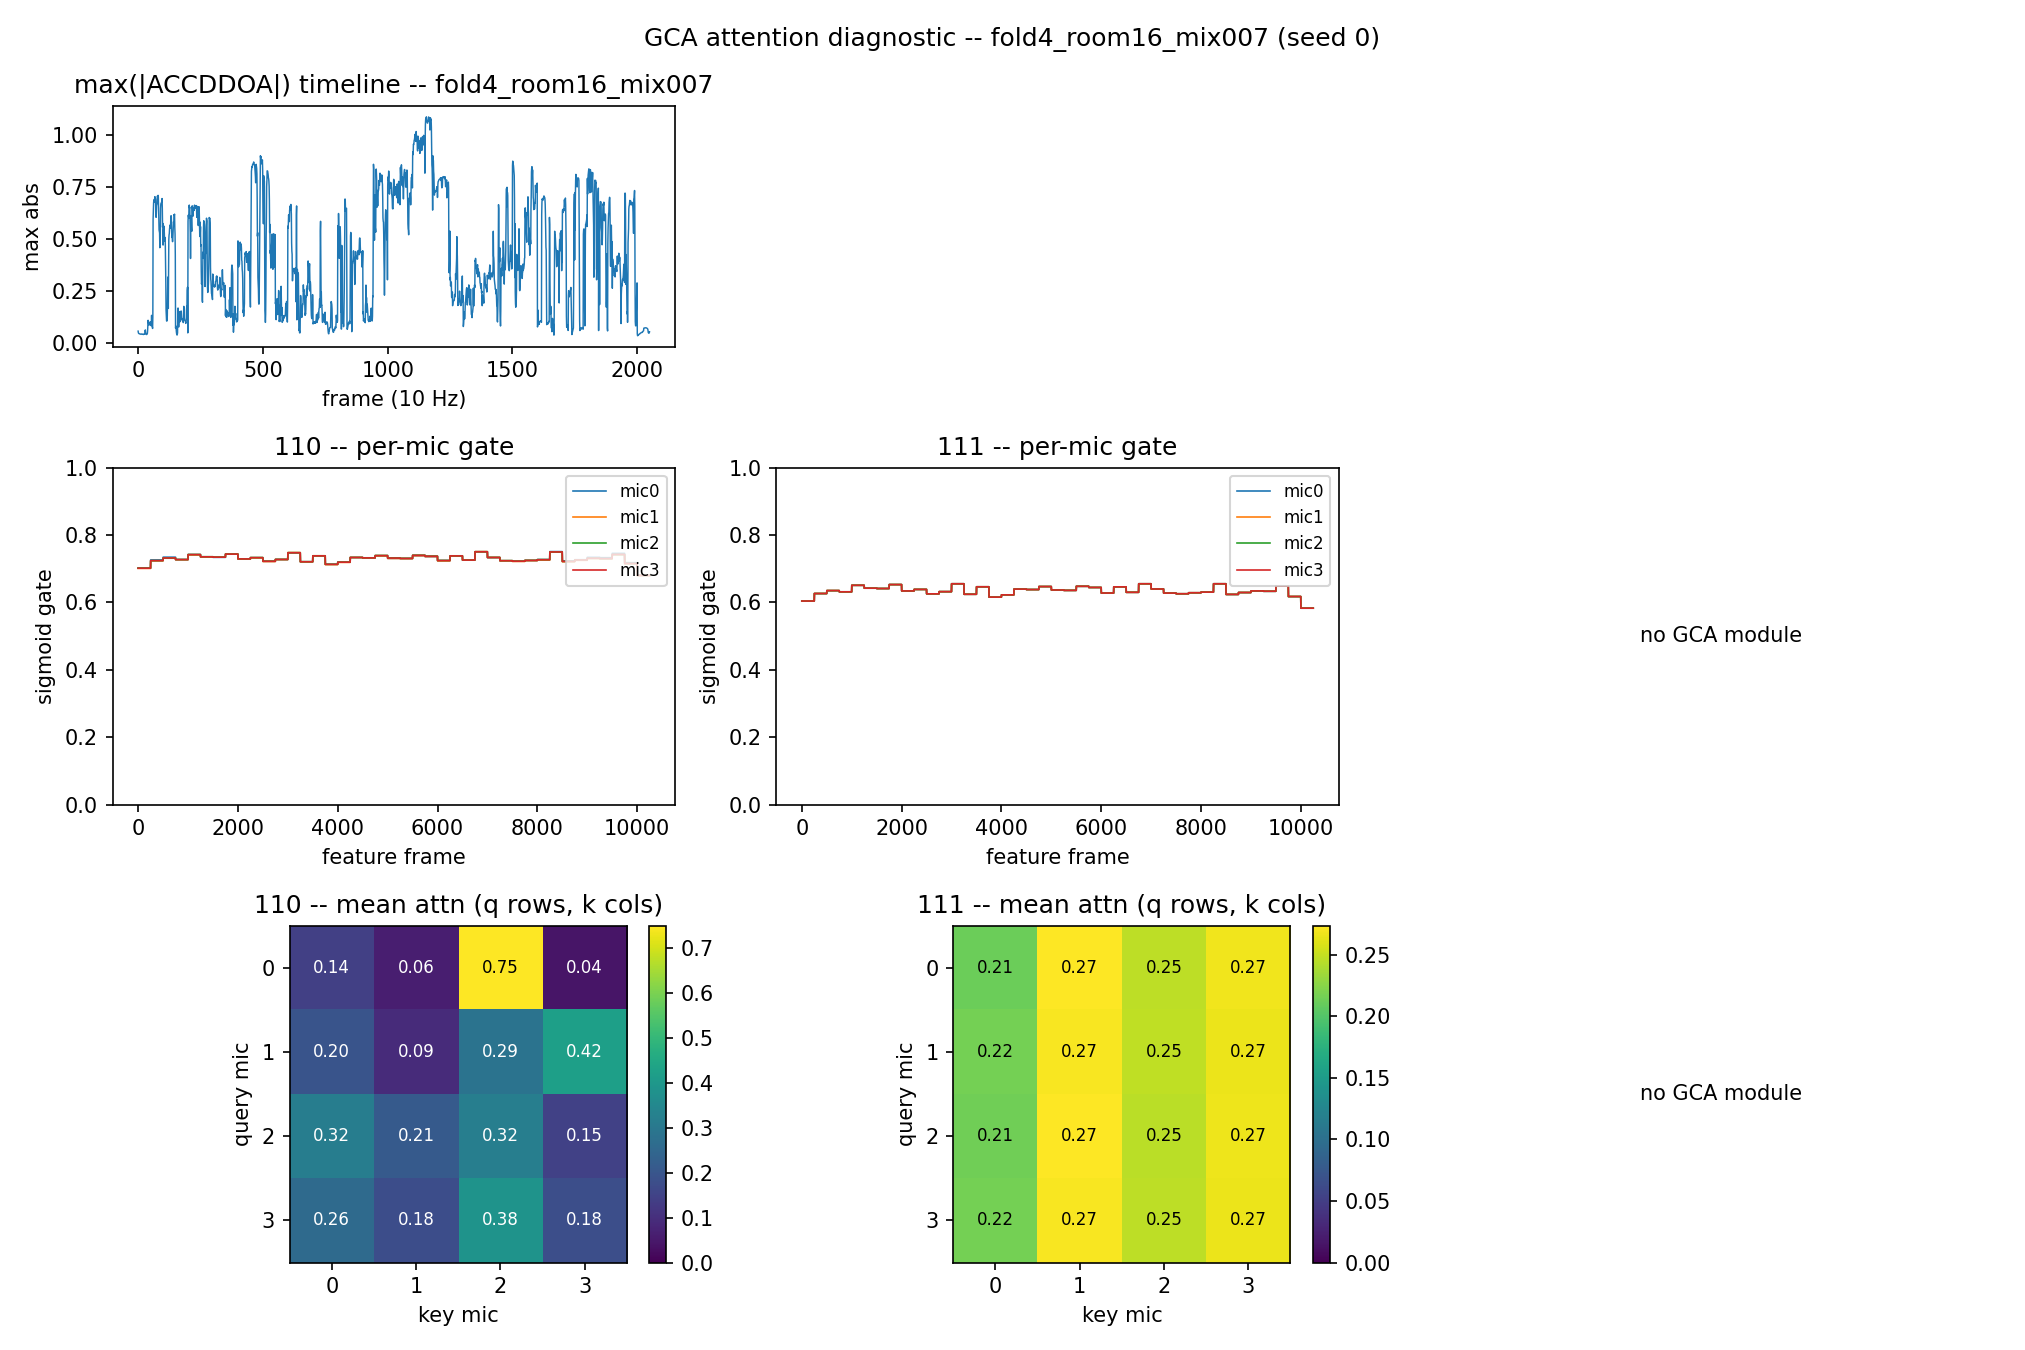 GCA attention diagnostic -- fold4_room16_mix007 (seed 0)
max(|ACCDDOA|) timeline -- fold4_room16_mix007
1.00
0.75
0.50
0.25
0.00
max abs
0 500 1000 1500 2000
frame (10 Hz)
110 -- per-mic gate
1.0
0.8
0.6
0.4
0.2
0.0
sigmoid gate
mic0
mic1
mic2
mic3
0 2000 4000 6000 8000 10000
feature frame
111 -- per-mic gate
1.0
0.8
0.6
0.4
0.2
0.0
sigmoid gate
mic0
mic1
mic2
mic3
0 2000 4000 6000 8000 10000
feature frame
no GCA module
110 -- mean attn (q rows, k cols)
query mic
0 0.14 0.06 0.75 0.04
1 0.20 0.09 0.29 0.42
2 0.32 0.21 0.32 0.15
3 0.26 0.18 0.38 0.18
0 1 2 3
key mic
0.7
0.6
0.5
0.4
0.3
0.2
0.1
0.0
111 -- mean attn (q rows, k cols)
query mic
0 0.21 0.27 0.25 0.27
1 0.22 0.27 0.25 0.27
2 0.21 0.27 0.25 0.27
3 0.22 0.27 0.25 0.27
0 1 2 3
key mic
0.25
0.20
0.15
0.10
0.05
0.00
no GCA module